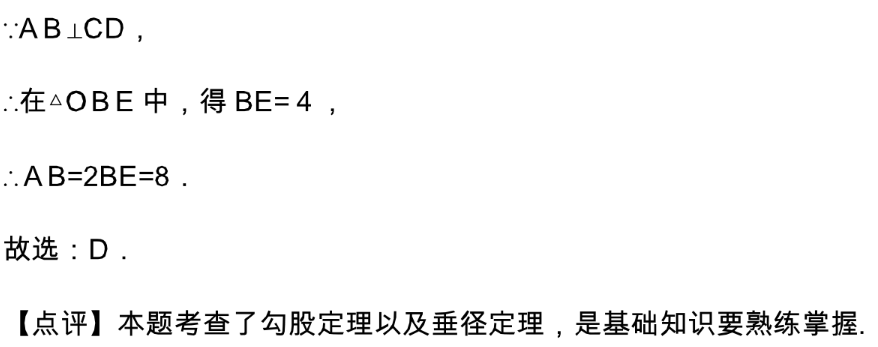 ∵AB⊥CD，
∴在△OBE中，得BE=4，
∴AB=2BE=8．
故选：D．
【点评】本题考查了勾股定理以及垂径定理，是基础知识要熟练掌握.